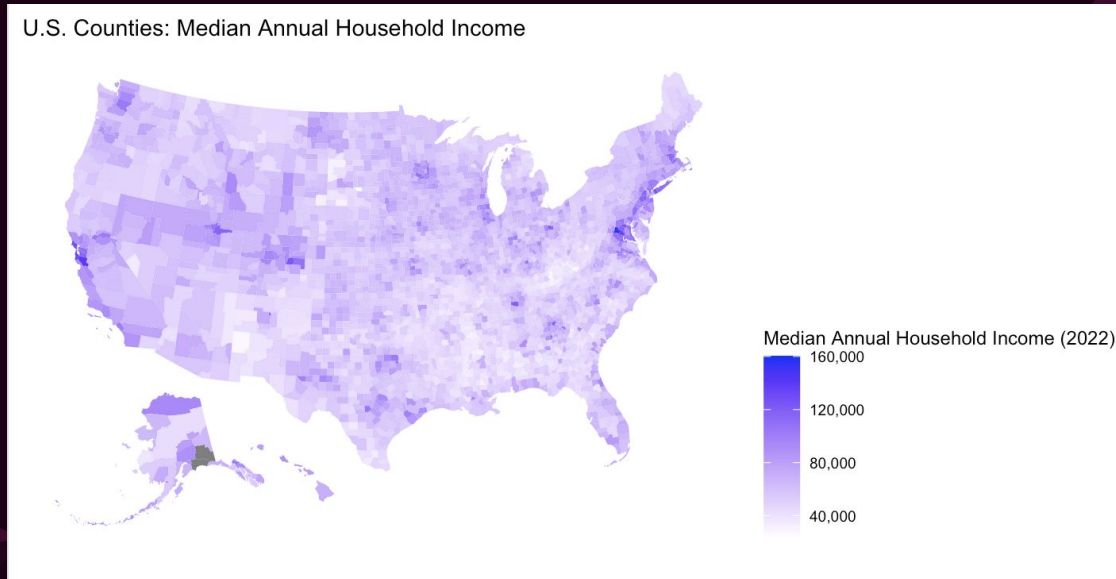 U.S. Counties: Median Annual Household Income
Median Annual Household Income (2022)
160,000
120,000
80,000
40,000